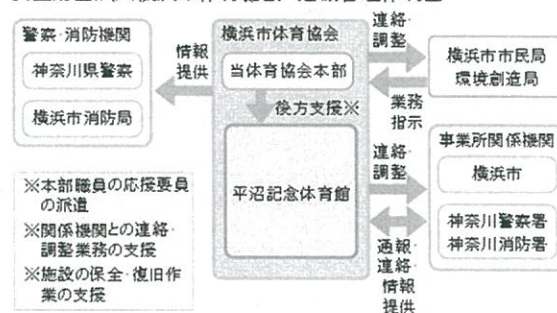 警察・消防機関
神奈川県警察
横浜市消防局
情報
提供
横浜市体育協会
当体育協会本部
後方支援※
平沼記念体育館
連絡・
調整
業務
指示
横浜市市民局
環境創造局
連絡・
調整
通報・
連絡・
情報
提供
事業所関係機関
横浜市
神奈川警察署
神奈川消防署
※本部職員の応援要員
の派遣
※関係機関との連絡・
調整業務の支援
※施設の保全・復旧作
業の支援